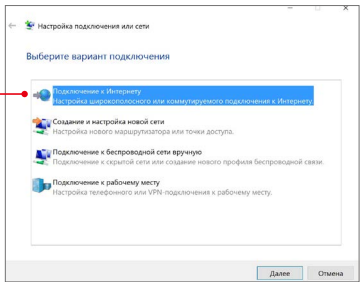 Настройка подключения или сети
Выберите вариант подключения
Подключение к Интернету
Настройка широкополосного или коммутируемого подключения к Интернету.
Создание и настройка новой сети
Настройка нового маршрутизатора или точки доступа.
Подключение к беспроводной сети вручную
Подключение к скрытой сети или создание нового профиля беспроводной связи.
Подключение к рабочему месту
Настройка телефонного или VPN-подключения к рабочему месту.
Далее Отмена